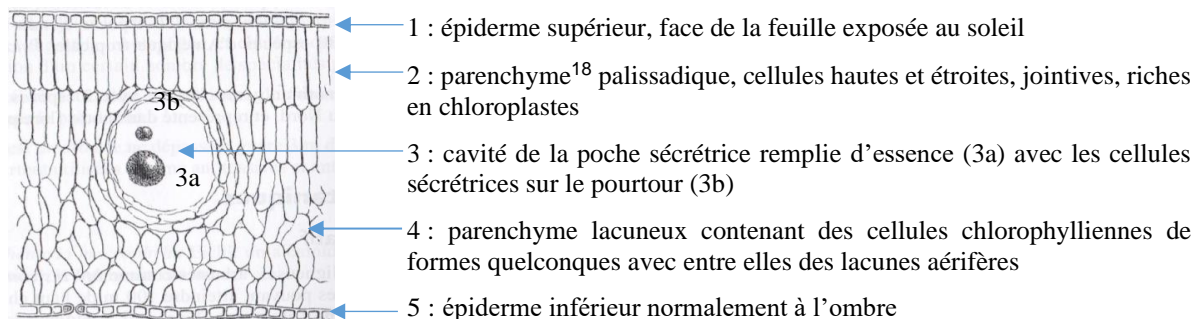 1 : épiderme supérieur, face de la feuille exposée au soleil
2 : parenchyme18 palissadique, cellules hautes et étroites, jointives, riches
en chloroplastes
3b
3 : cavité de la poche sécrétrice remplie d’essence (3a) avec les cellules
3a
sécrétrices sur le pourtour (3b)
4 : parenchyme lacuneux contenant des cellules chlorophylliennes de
formes quelconques avec entre elles des lacunes aérifères
5 : épiderme inférieur normalement à l’ombre